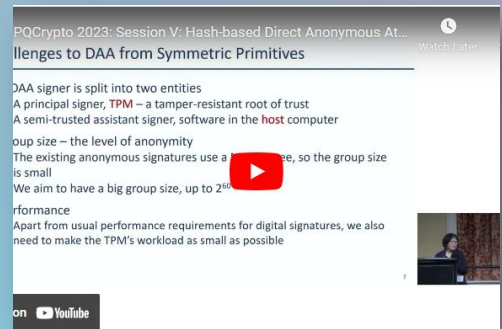 PQCrypto 2023: Session V: Hash-based Direct Anonymous At...
Watch Later
llenges to DAA from Symmetric Primitives
DAA signer is split into two entities
A principal signer, TPM – a tamper-resistant root of trust
A semi-trusted assistant signer, software in the host computer
oup size – the level of anonymity
The existing anonymous signatures use a ee, so the group size
is small
We aim to have a big group size, up to 2⁶⁰
rformance
Apart from usual performance requirements for digital signatures, we also
need to make the TPM's workload as small as possible
7
on YouTube